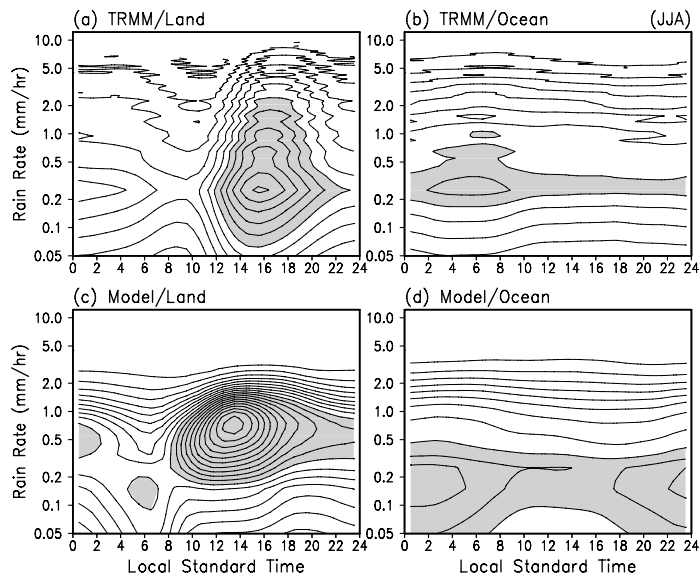 (a) TRMM/Land
(b) TRMM/Ocean (JJA)
Rain Rate (mm/hr)
10.0
5.0
2.0
1.0
0.5
0.2
0.1
0.05
0 2 4 6 8 10 12 14 16 18 20 22 24
10.0
5.0
2.0
1.0
0.5
0.2
0.1
0.05
0 2 4 6 8 10 12 14 16 18 20 22 24
(c) Model/Land
(d) Model/Ocean
Rain Rate (mm/hr)
10.0
5.0
2.0
1.0
0.5
0.2
0.1
0.05
0 2 4 6 8 10 12 14 16 18 20 22 24
Local Standard Time
10.0
5.0
2.0
1.0
0.5
0.2
0.1
0.05
0 2 4 6 8 10 12 14 16 18 20 22 24
Local Standard Time